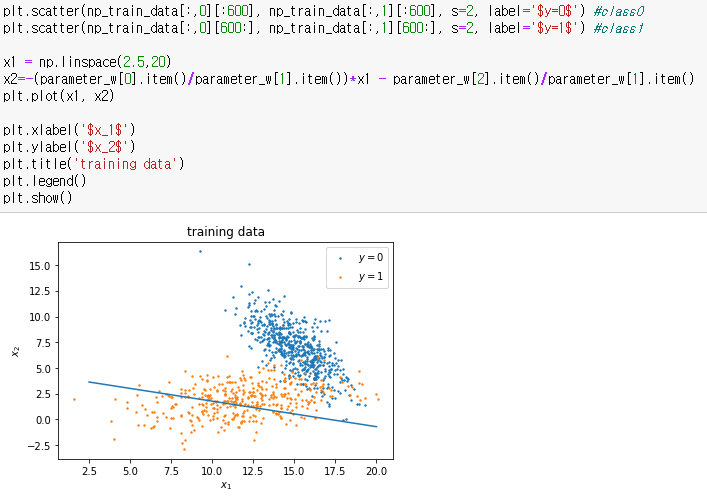 plt.scatter(np_train_data[:,0][:600], np_train_data[:,1][:600], s=2, label='$y=0$') #class0
plt.scatter(np_train_data[:,0][600:], np_train_data[:,1][600:], s=2, label='$y=1$') #class1
x1 = np.linspace(2.5,20)
x2=-(parameter_w[0].item()/parameter_w[1].item())*x1 - parameter_w[2].item()/parameter_w[1].item()
plt.plot(x1, x2)
plt.xlabel('$x_1$')
plt.ylabel('$x_2$')
plt.title('training data')
plt.legend()
plt.show()
training data
y = 0
y = 1
15.0
12.5
10.0
7.5
5.0
2.5
0.0
−2.5
x₂
2.5 5.0 7.5 10.0 12.5 15.0 17.5 20.0
x₁